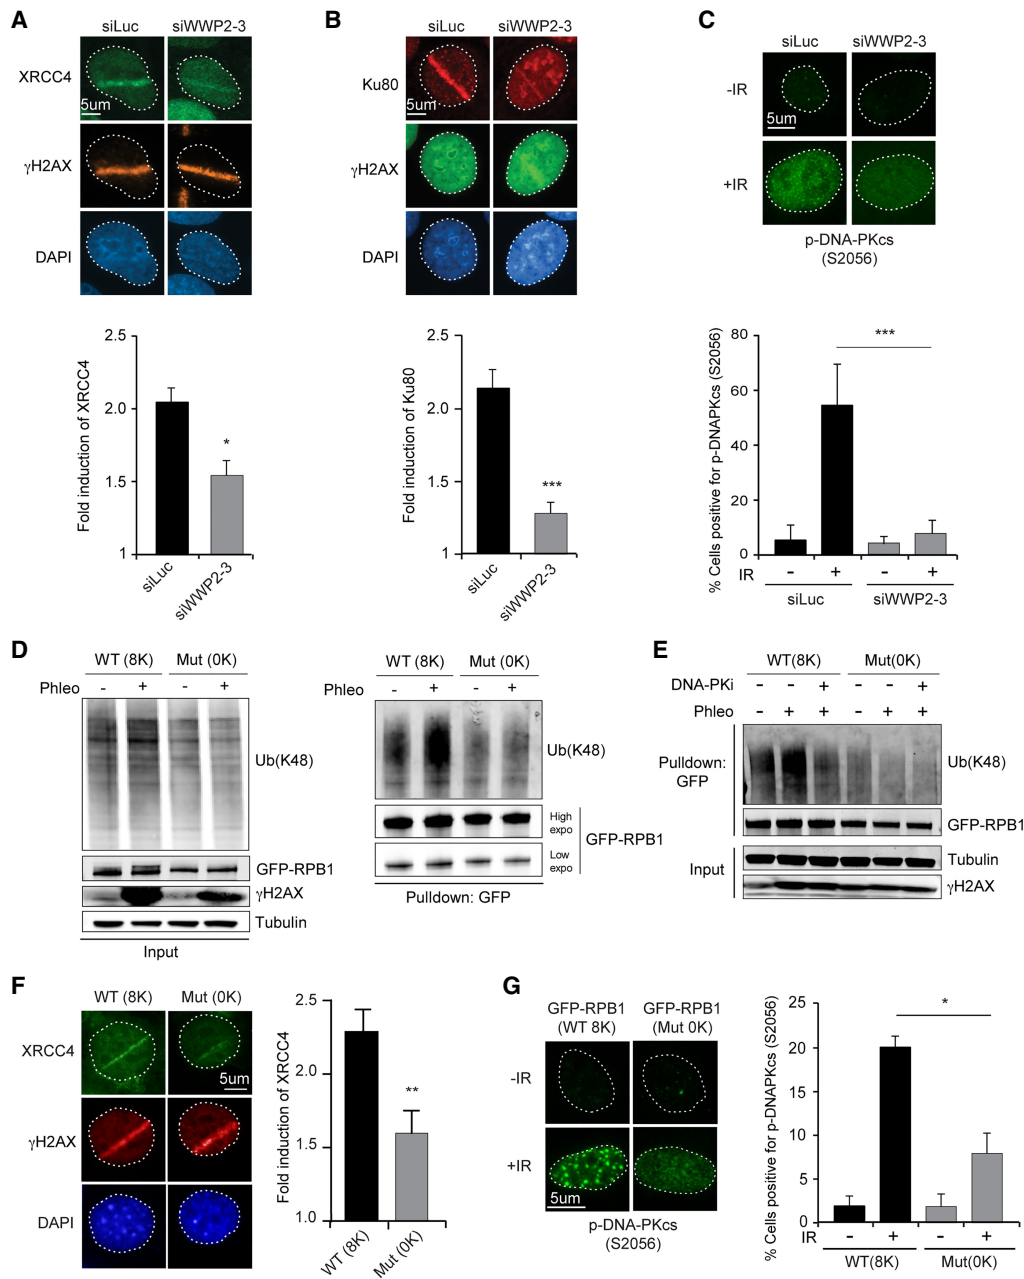 A
siLuc siWWP2-3
XRCC4
5um
γH2AX
DAPI
Fold induction of XRCC4
2.5
2.0
1.5
1
*
siLuc
siWWP2-3
B
siLuc siWWP2-3
Ku80
5um
γH2AX
DAPI
Fold induction of Ku80
2.5
2.0
1.5
1
***
siLuc
siWWP2-3
C
siLuc siWWP2-3
-IR
5um
+IR
p-DNA-PKcs
(S2056)
% Cells positive for p-DNAPKcs (S2056)
80
60
40
20
0
***
IR - + - +
siLuc siWWP2-3
D
WT (8K) Mut (0K)
Phleo - + - +
Ub(K48)
GFP-RPB1
γH2AX
Tubulin
Input
WT (8K) Mut (0K)
Phleo - + - +
Ub(K48)
High
expo
Low
expo
GFP-RPB1
Pulldown: GFP
E
WT(8K) Mut(0K)
DNA-PKi - - + - - +
Phleo - + + - + +
Pulldown:
GFP
Ub(K48)
GFP-RPB1
Input
Tubulin
γH2AX
F
WT (8K) Mut (0K)
XRCC4
5um
γH2AX
DAPI
Fold induction of XRCC4
2.5
2.0
1.5
1.0
**
WT (8K)
Mut (0K)
G
GFP-RPB1 GFP-RPB1
(WT 8K) (Mut 0K)
-IR
+IR
5um
p-DNA-PKcs
(S2056)
% Cells positive for p-DNAPKcs (S2056)
25
20
15
10
5
0
*
IR - + - +
WT(8K) Mut(0K)